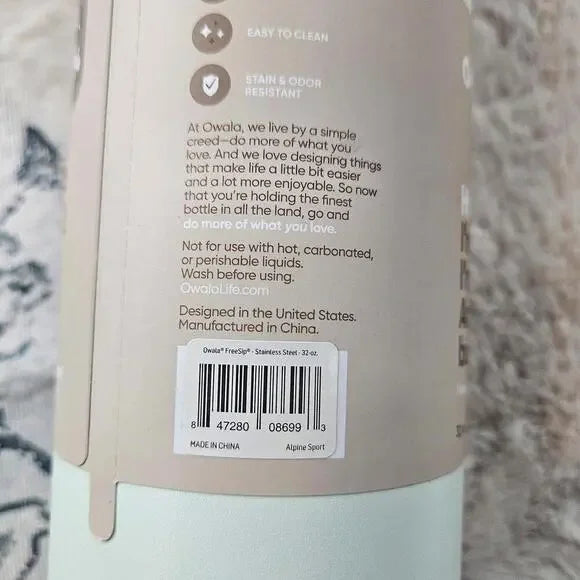 EASY TO CLEAN
STAIN & ODOR
RESISTANT
At Owala, we live by a simple
creed—do more of what you
love. And we love designing things
that make life a little bit easier
and a lot more enjoyable. So now
that you're holding the finest
bottle in all the land, go and
do more of what you love.
Not for use with hot, carbonated,
or perishable liquids.
Wash before using.
OwalaLife.com
Designed in the United States.
Manufactured in China.
Owala® FreeSip® - Stainless Steel - 32-oz.
8 47280 08699 3
MADE IN CHINA
Alpine Sport